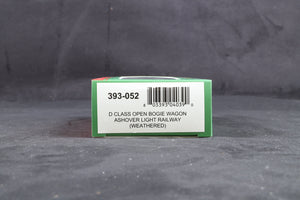 393-052
D CLASS OPEN BOGIE WAGON
ASHOVER LIGHT RAILWAY
(WEATHERED)